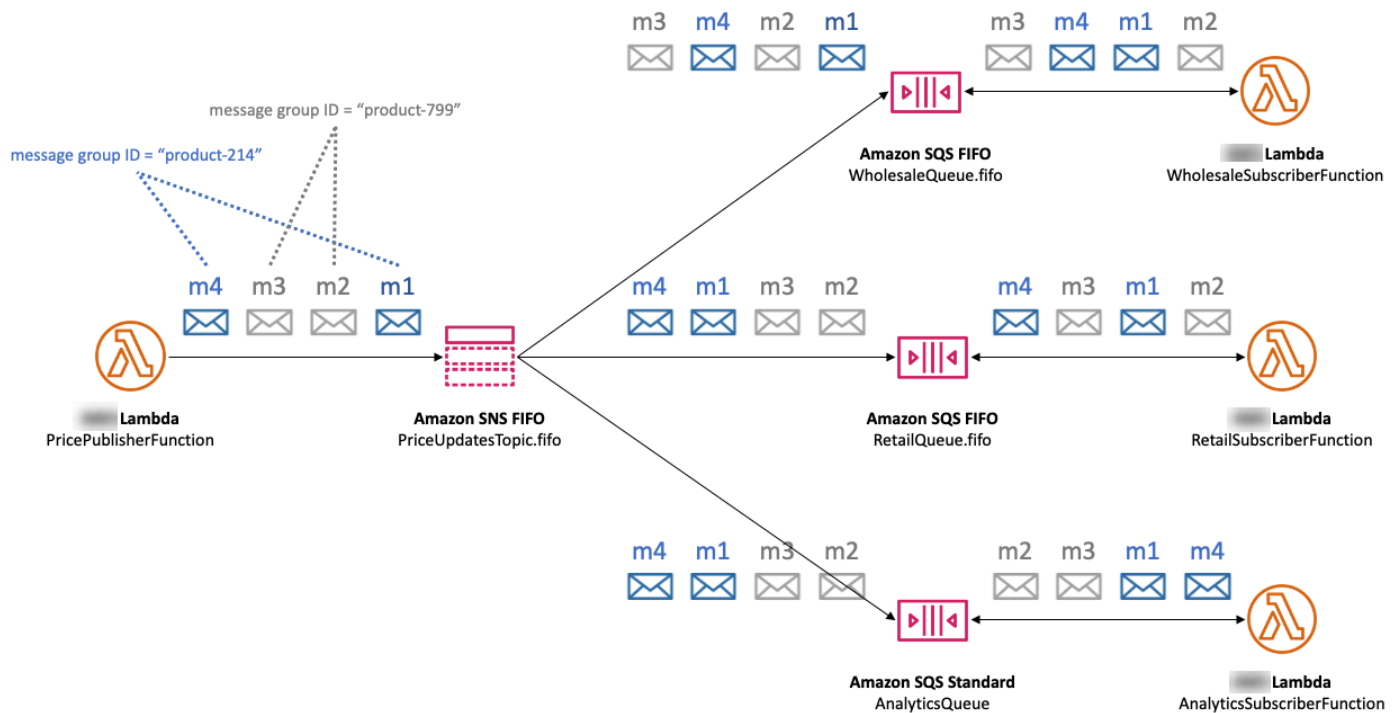 m3 m4 m2 m1
m3 m4 m1 m2
message group ID = “product-799”
message group ID = “product-214”
Amazon SQS FIFO
WholesaleQueue.fifo
Lambda
WholesaleSubscriberFunction
m4 m3 m2 m1
m4 m1 m3 m2
m4 m3 m1 m2
Lambda
PricePublisherFunction
Amazon SNS FIFO
PriceUpdatesTopic.fifo
Amazon SQS FIFO
RetailQueue.fifo
Lambda
RetailSubscriberFunction
m4 m1 m3 m2
m2 m3 m1 m4
Amazon SQS Standard
AnalyticsQueue
Lambda
AnalyticsSubscriberFunction